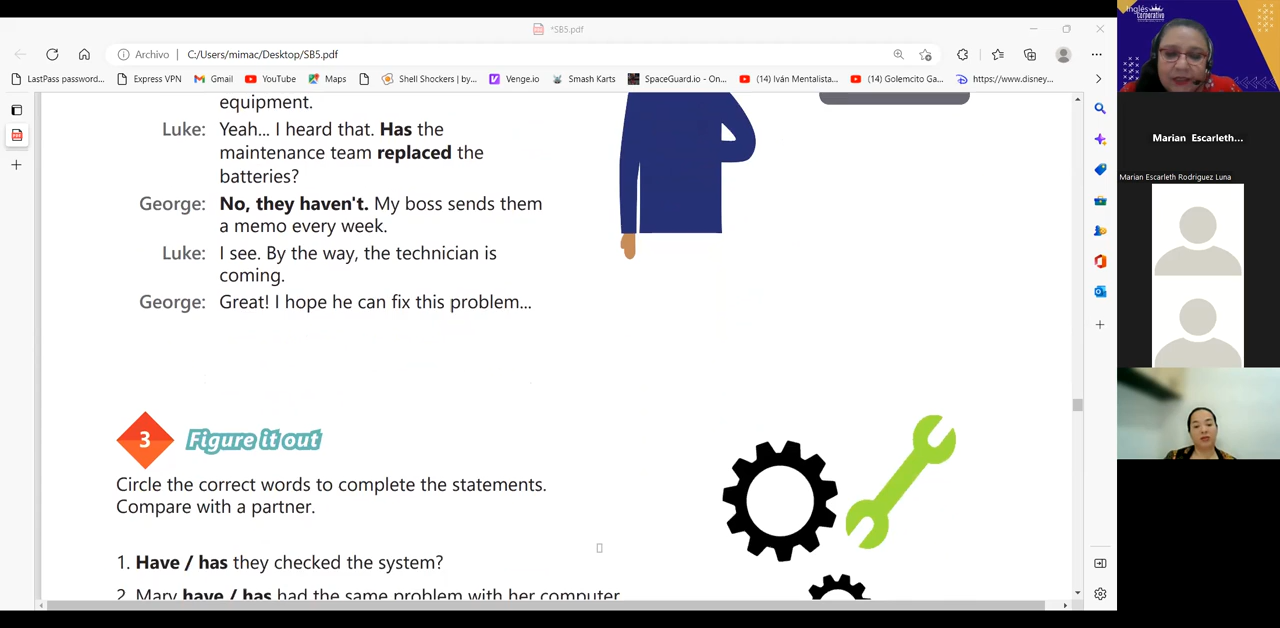 *SB5.pdf
Archivo | C:/Users/mimac/Desktop/SB5.pdf
LastPass password... Express VPN Gmail YouTube Maps Shell Shockers | by... Venge.io Smash Karts SpaceGuard.io - On... (14) Iván Mentalista... (14) Golemcito Ga... https://www.disney...
equipment.
Luke: Yeah... I heard that. Has the
maintenance team replaced the
batteries?
George: No, they haven't. My boss sends them
a memo every week.
Luke: I see. By the way, the technician is
coming.
George: Great! I hope he can fix this problem...
3 Figure it out
Circle the correct words to complete the statements.
Compare with a partner.
1. Have / has they checked the system?
2. Mary have / has had the same problem with her computer
Inglés
Corporativo
Marian Escarleth...
Marian Escarleth Rodriguez Luna